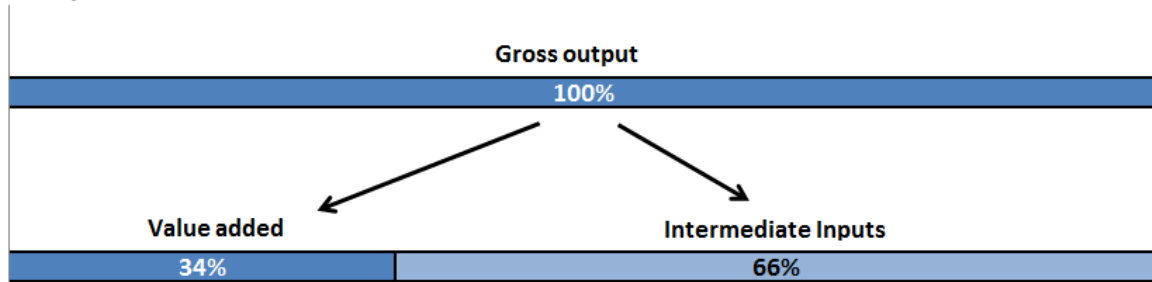 Gross output
100%
Value added
Intermediate Inputs
34%
66%